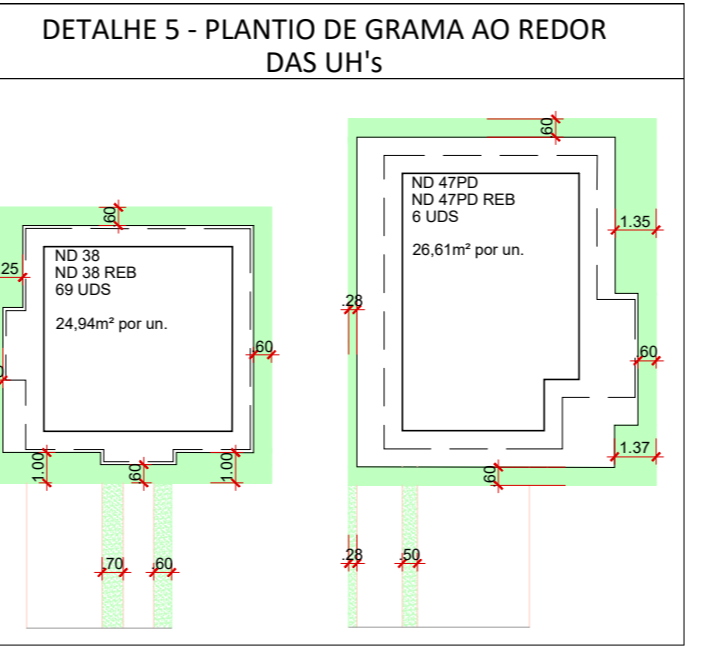 DETALHE 5 - PLANTIO DE GRAMA AO REDOR
DAS UH's
.60
ND 38
ND 38 REB
69 UDS
24,94m² por un.
.60
1.00
.60
1.00
.70
.60
.60
ND 47PD
ND 47PD REB
6 UDS
26,61m² por un.
1.35
.28
.60
1.37
.60
.28
.50